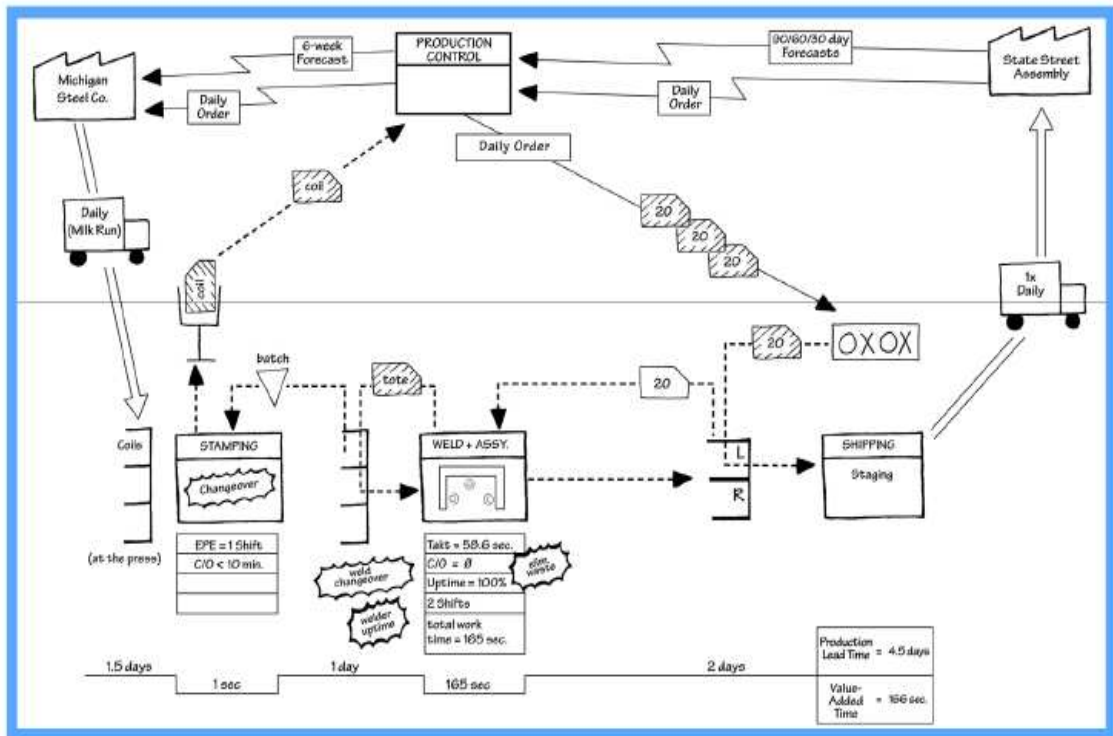 Michigan
Steel Co.
6-week
Forecast
Daily
Order
PRODUCTION
CONTROL
90/60/30 day
Forecasts
Daily
Order
State Street
Assembly
Daily Order
coil
20
20
20
Daily
(Milk Run)
coil
1x
Daily
batch
tote
20
20
OXOX
Coils
(at the press)
STAMPING
Changeover
EPE = 1 Shift
C/O < 10 min.
WELD + ASSY.
Takt = 58.6 sec.
C/O = Ø
Uptime = 100%
2 Shifts
total work
time = 165 sec.
weld
changeover
welder
uptime
elim.
waste
L
R
SHIPPING
Staging
1.5 days
1 sec
1 day
165 sec
2 days
Production
Lead Time = 4.5 days
Value-
Added = 166 sec.
Time